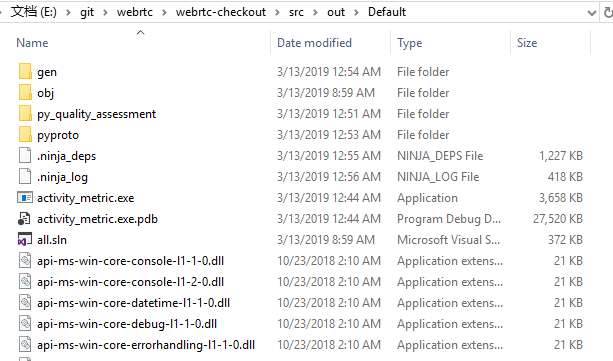 文档 (E:) > git > webrtc > webrtc-checkout > src > out > Default
Name Date modified Type Size
gen 3/13/2019 12:54 AM File folder
obj 3/13/2019 8:59 AM File folder
py_quality_assessment 3/13/2019 12:51 AM File folder
pyproto 3/13/2019 12:53 AM File folder
.ninja_deps 3/13/2019 12:55 AM NINJA_DEPS File 1,227 KB
.ninja_log 3/13/2019 12:56 AM NINJA_LOG File 418 KB
activity_metric.exe 3/13/2019 12:44 AM Application 3,658 KB
activity_metric.exe.pdb 3/13/2019 12:44 AM Program Debug D... 27,520 KB
all.sln 3/13/2019 8:59 AM Microsoft Visual S... 372 KB
api-ms-win-core-console-l1-1-0.dll 10/23/2018 2:10 AM Application extens... 21 KB
api-ms-win-core-console-l1-2-0.dll 10/23/2018 2:10 AM Application extens... 21 KB
api-ms-win-core-datetime-l1-1-0.dll 10/23/2018 2:10 AM Application extens... 21 KB
api-ms-win-core-debug-l1-1-0.dll 10/23/2018 2:10 AM Application extens... 21 KB
api-ms-win-core-errorhandling-l1-1-0.dll 10/23/2018 2:10 AM Application extens... 21 KB